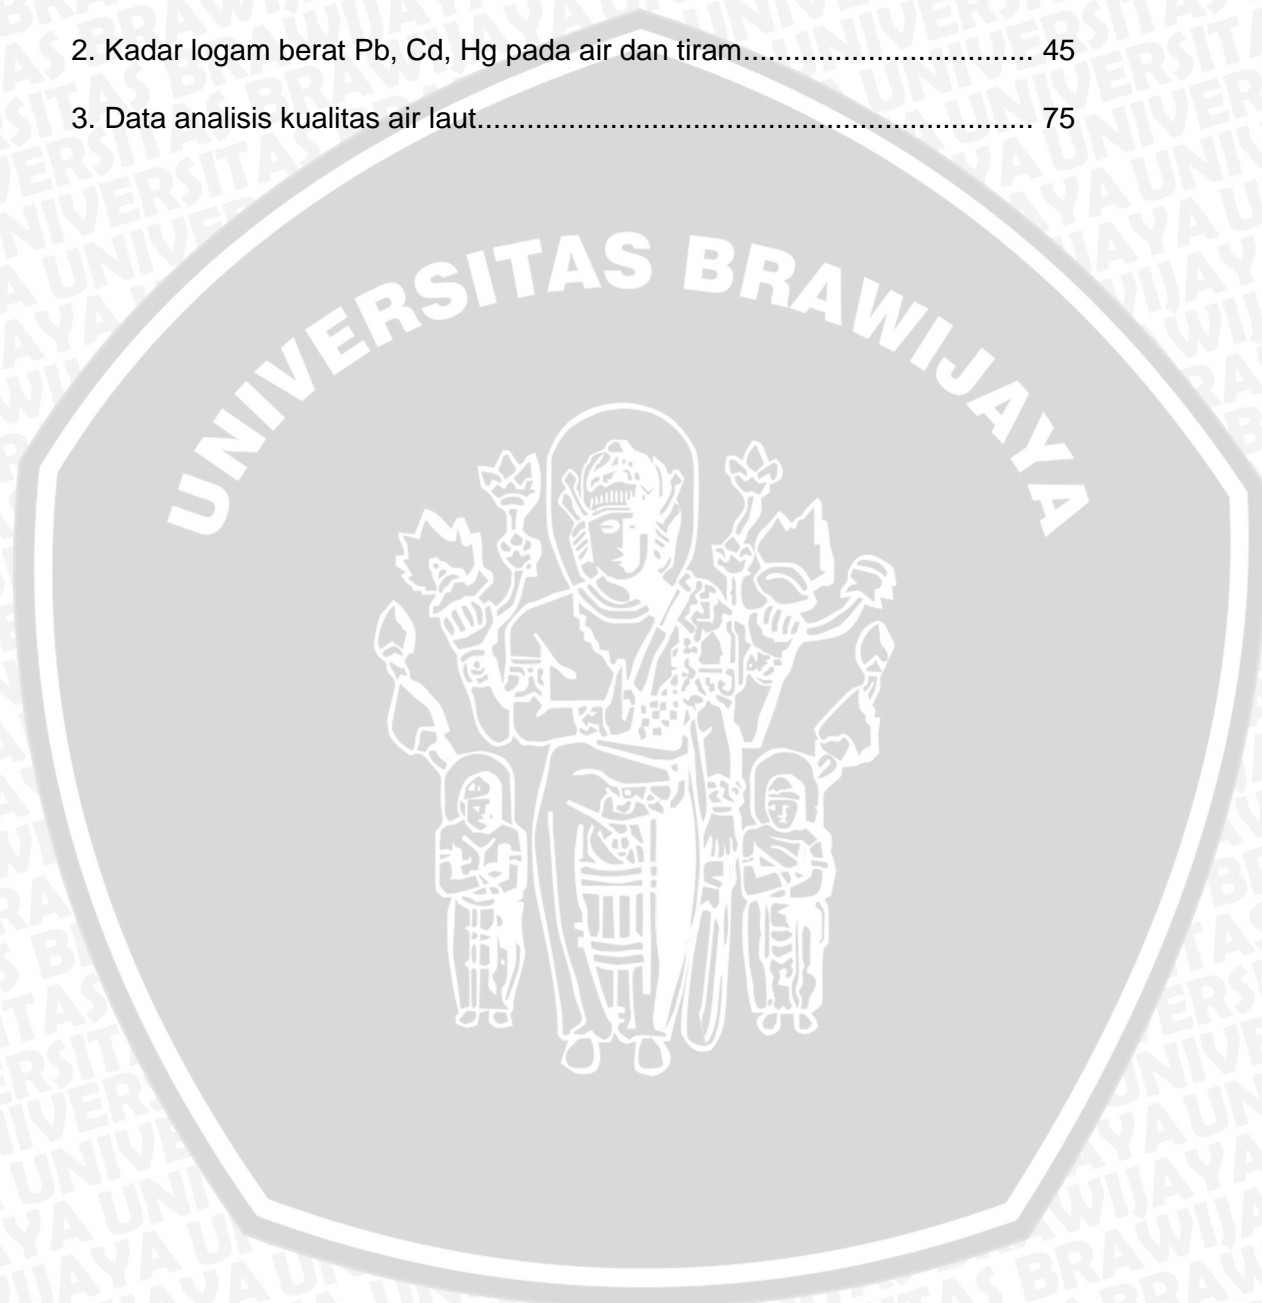 2. Kadar logam berat Pb, Cd, Hg pada air dan tiram................................. 45
3. Data analisis kualitas air laut......................................................... 75
UNIVERSITAS BRAWIJAYA